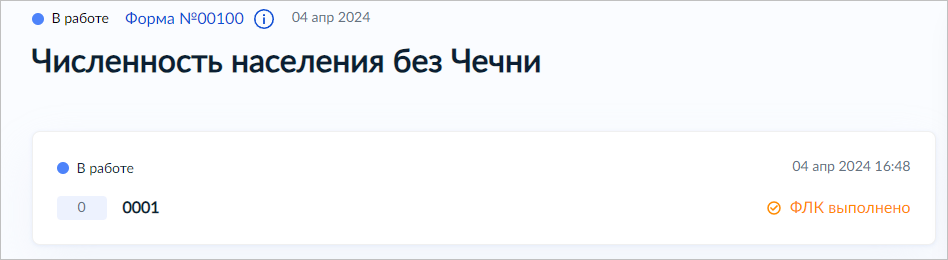 В работе Форма №00100 04 апр 2024
Численность населения без Чечни
В работе 04 апр 2024 16:48
0 0001 ФЛК выполнено